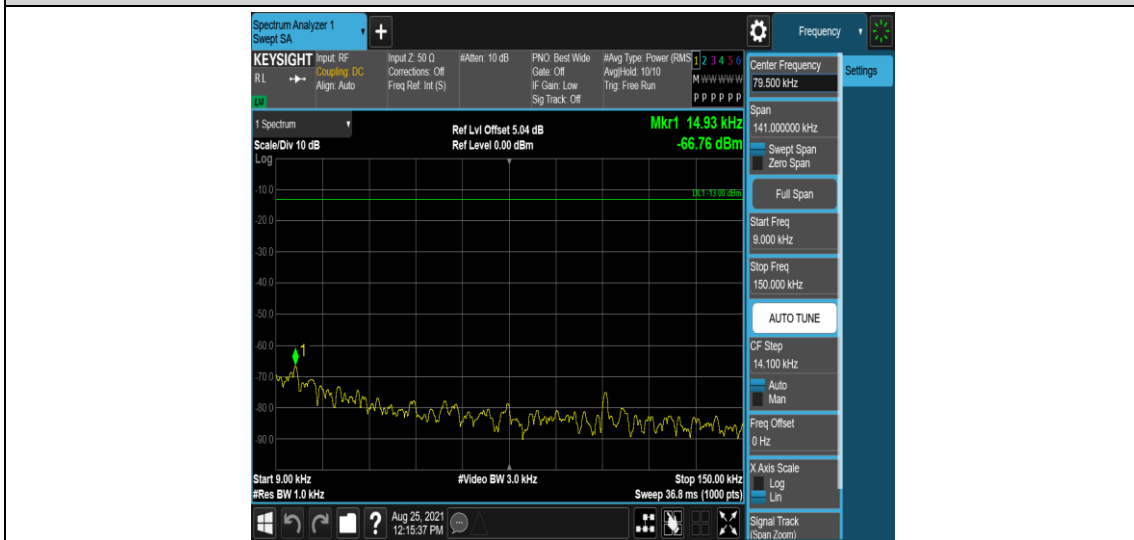 Spectrum Analyzer 1
Swept SA
+
Frequency
KEYSIGHT
RL
LXI
Input: RF
Coupling: DC
Align: Auto
Input Z: 50 Ω
Corrections: Off
Freq Ref: Int (S)
#Atten: 10 dB
PNO: Best Wide
Gate: Off
IF Gain: Low
Sig Track: Off
#Avg Type: Power (RMS
Avg|Hold: 10/10
Trig: Free Run
1 2 3 4 5 6
M W W W W W
P P P P P P
1 Spectrum
Scale/Div 10 dB
Log
Ref Lvl Offset 5.04 dB
Ref Level 0.00 dBm
Mkr1 14.93 kHz
-66.76 dBm
DL1 -13.00 dBm
-10.0
-20.0
-30.0
-40.0
-50.0
-60.0
-70.0
-80.0
-90.0
1
Start 9.00 kHz
#Res BW 1.0 kHz
#Video BW 3.0 kHz
Stop 150.00 kHz
Sweep 36.8 ms (1000 pts)
?
Aug 25, 2021
12:15:37 PM
Center Frequency
79.500 kHz
Settings
Span
141.000000 kHz
Swept Span
Zero Span
Full Span
Start Freq
9.000 kHz
Stop Freq
150.000 kHz
AUTO TUNE
CF Step
14.100 kHz
Auto
Man
Freq Offset
0 Hz
X Axis Scale
Log
Lin
Signal Track
(Span Zoom)